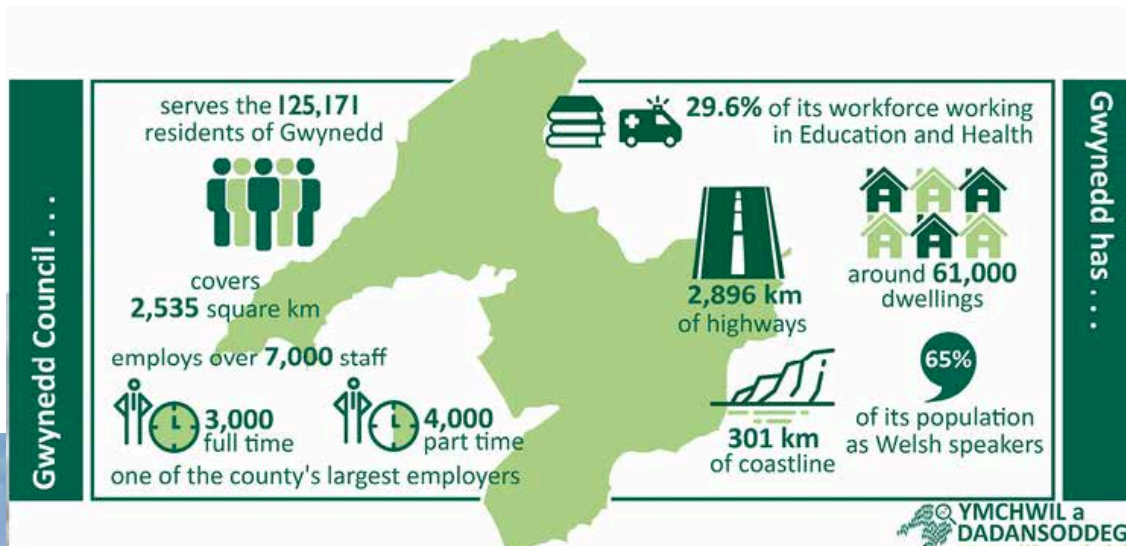 Gwynedd Council . . .
serves the 125,171
residents of Gwynedd
covers
2,535 square km
employs over 7,000 staff
3,000
full time
4,000
part time
one of the county's largest employers
Gwynedd has . . .
29.6% of its workforce working
in Education and Health
2,896 km
of highways
around 61,000
dwellings
301 km
of coastline
65%
of its population
as Welsh speakers
YMCHWIL a
DADANSODDEG